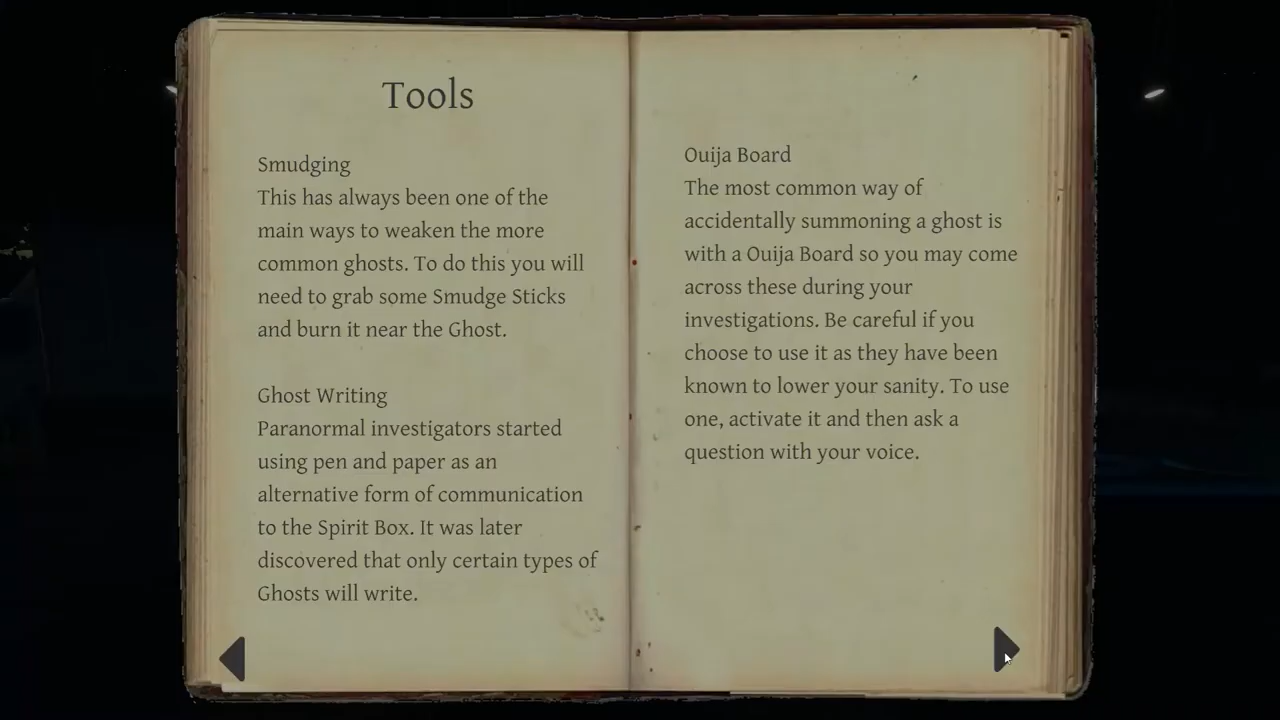 Tools
Smudging
This has always been one of the
main ways to weaken the more
common ghosts. To do this you will
need to grab some Smudge Sticks
and burn it near the Ghost.
Ghost Writing
Paranormal investigators started
using pen and paper as an
alternative form of communication
to the Spirit Box. It was later
discovered that only certain types of
Ghosts will write.
Ouija Board
The most common way of
accidentally summoning a ghost is
with a Ouija Board so you may come
across these during your
investigations. Be careful if you
choose to use it as they have been
known to lower your sanity. To use
one, activate it and then ask a
question with your voice.